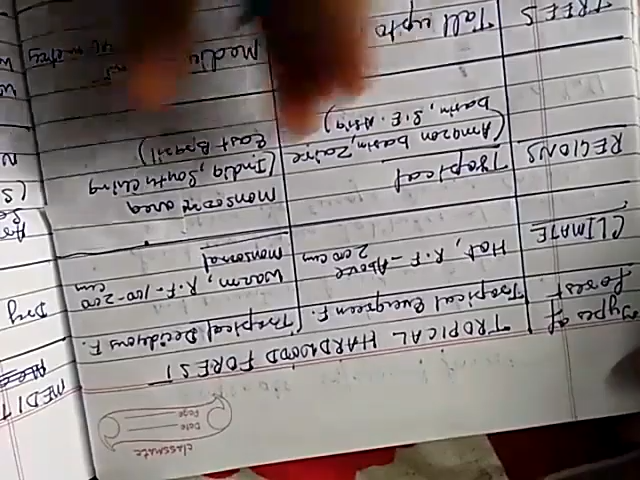 classmate
Date
Page
TROPICAL HARDWOOD FOREST
Types of
forest
Tropical Evergreen F.
Tropical Deciduous F.
CLIMATE
Hot, R.F - Above
200 cm
Warm, R.F - 100-200
cm
Monsoonal
REGIONS
Tropical
(Amazon basin, Zaire
basin, S.E. Asia)
Monsoon area
(India, South China
East Brazil)
TREES
Tall upto
MEDIT
Dry
(S